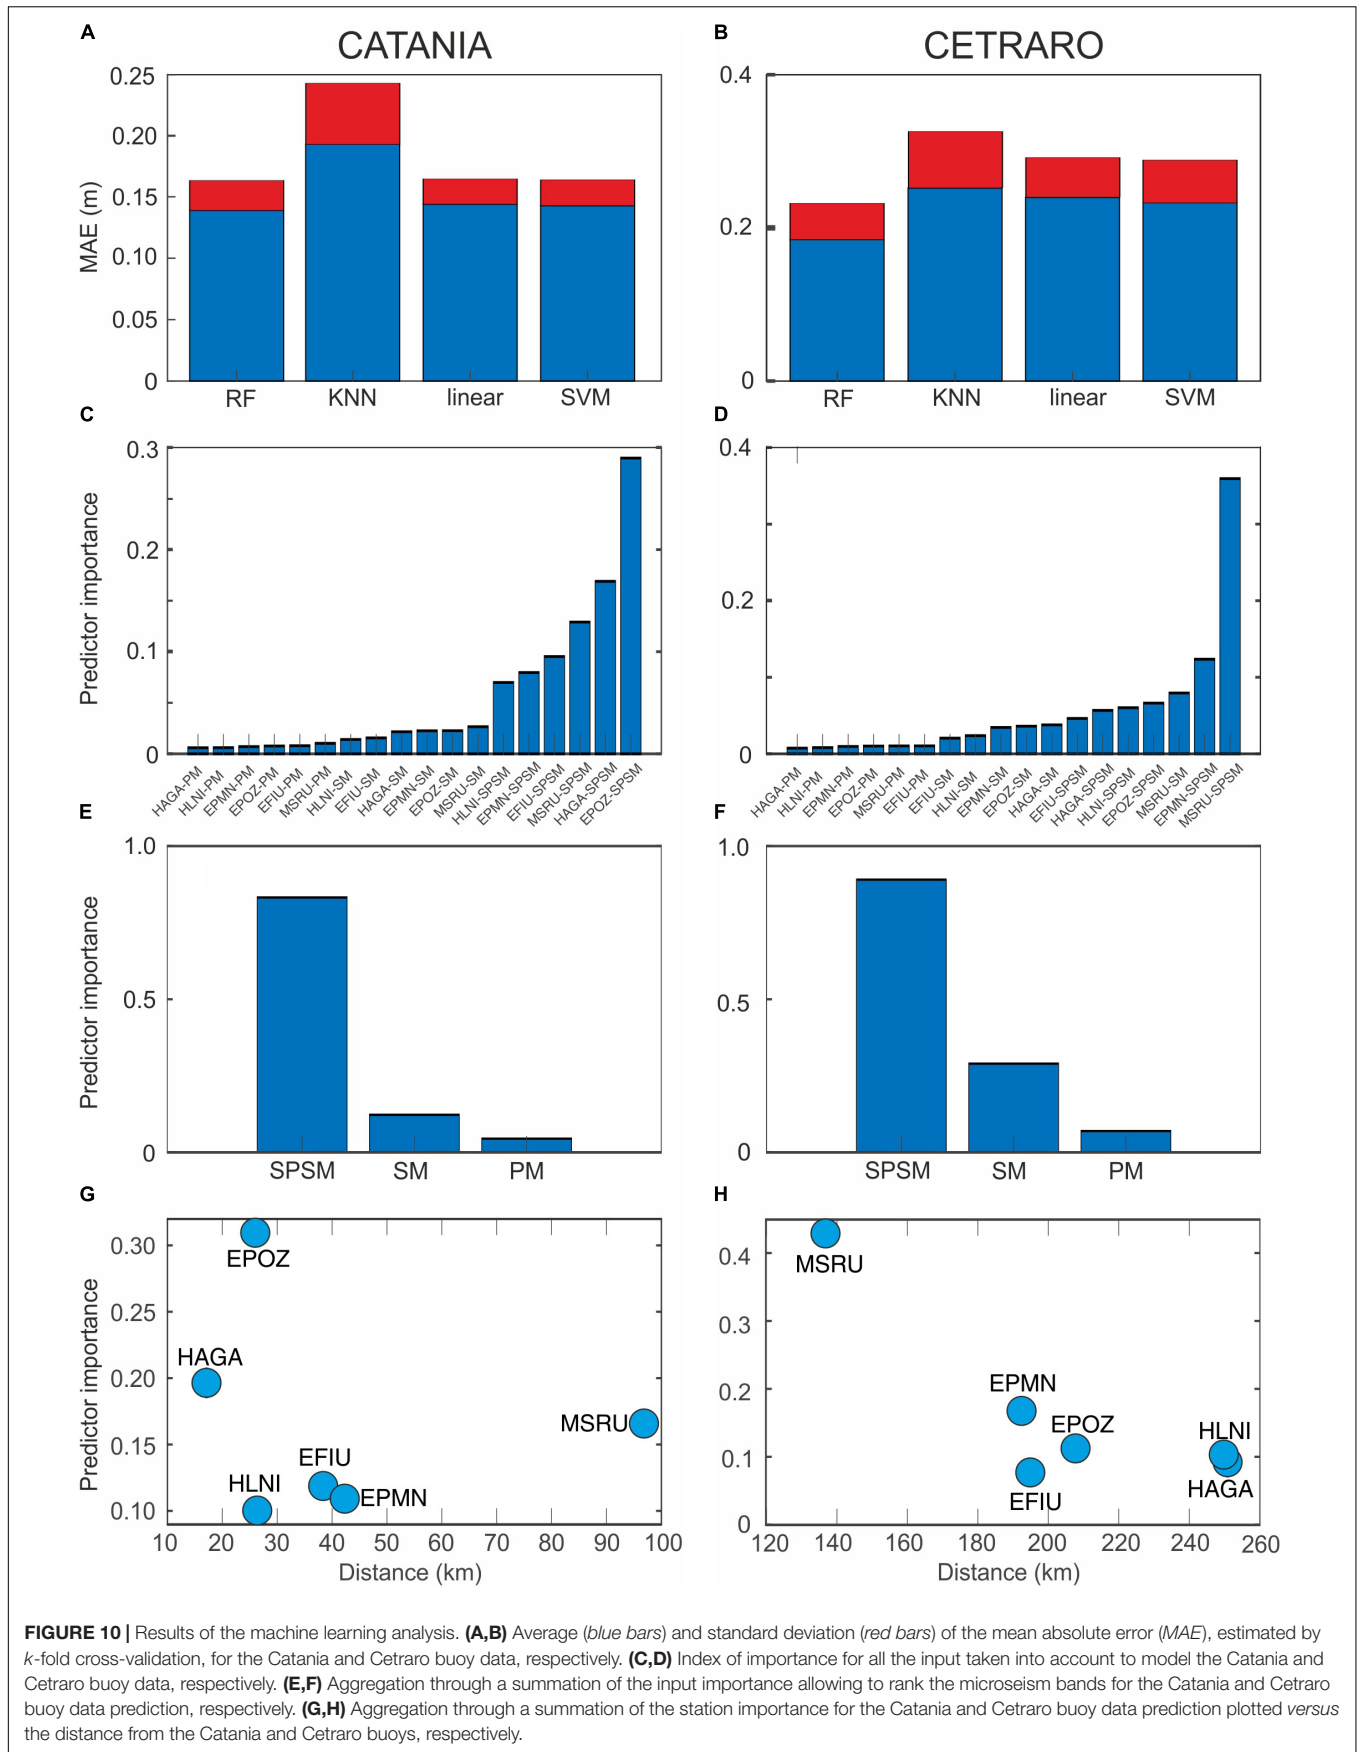 A
CATANIA
B
CETRARO
0.25
0.20
0.15
0.10
0.05
0
MAE (m)
RF KNN linear SVM
0.4
0.2
0
RF KNN linear SVM
C
0.3
0.2
0.1
0
Predictor importance
HAGA-PM
HLNI-PM
EPMN-PM
EPOZ-PM
EFIU-PM
MSRU-PM
HLNI-SM
EFIU-SM
HAGA-SM
EPMN-SM
EPOZ-SM
MSRU-SM
HLNI-SPSM
EPMN-SPSM
EFIU-SPSM
MSRU-SPSM
HAGA-SPSM
EPOZ-SPSM
D
0.4
0.2
0
HAGA-PM
HLNI-PM
EPMN-PM
EPOZ-PM
MSRU-PM
EFIU-PM
EFIU-SM
HLNI-SM
EPMN-SM
EPOZ-SM
HAGA-SM
EFIU-SPSM
HAGA-SPSM
HLNI-SPSM
EPOZ-SPSM
MSRU-SM
EPMN-SPSM
MSRU-SPSM
E
1.0
0.5
0
Predictor importance
SPSM SM PM
F
1.0
0.5
0
SPSM SM PM
G
0.30
0.25
0.20
0.15
0.10
Predictor importance
EPOZ
HAGA
MSRU
EFIU
HLNI
EPMN
10 20 30 40 50 60 70 80 90 100
Distance (km)
H
0.4
0.3
0.2
0.1
0
MSRU
EPMN
EPOZ
HLNI
EFIU
HAGA
120 140 160 180 200 220 240 260
Distance (km)
FIGURE 10 | Results of the machine learning analysis. (A,B) Average (blue bars) and standard deviation (red bars) of the mean absolute error (MAE), estimated by
k-fold cross-validation, for the Catania and Cetraro buoy data, respectively. (C,D) Index of importance for all the input taken into account to model the Catania and
Cetraro buoy data, respectively. (E,F) Aggregation through a summation of the input importance allowing to rank the microseism bands for the Catania and Cetraro
buoy data prediction, respectively. (G,H) Aggregation through a summation of the station importance for the Catania and Cetraro buoy data prediction plotted versus
the distance from the Catania and Cetraro buoys, respectively.